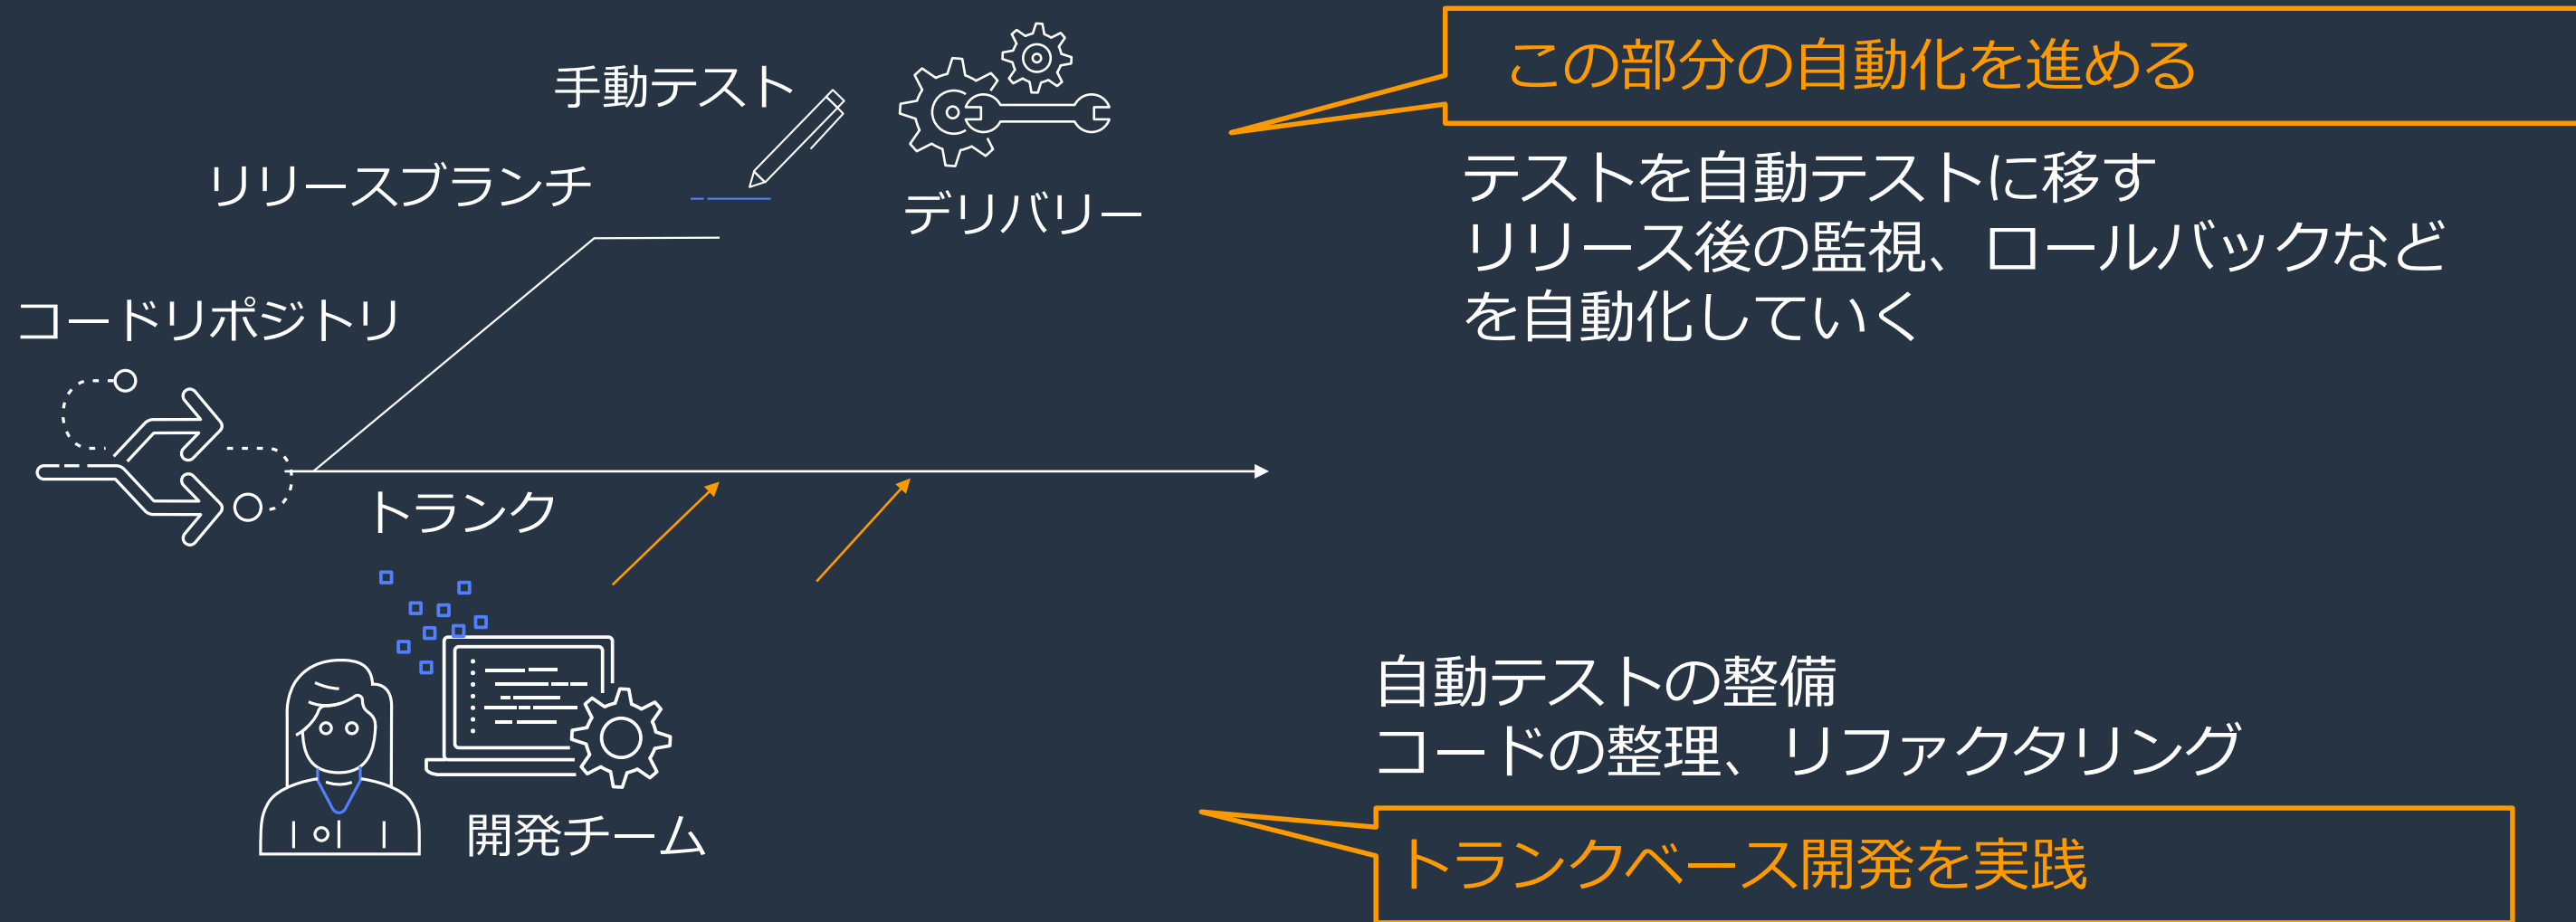 手動テスト
リリースブランチ
デリバリー
コードリポジトリ
トランク
開発チーム
この部分の自動化を進める
テストを自動テストに移す
リリース後の監視、ロールバックなど
を自動化していく
自動テストの整備
コードの整理、リファクタリング
トランクベース開発を実践